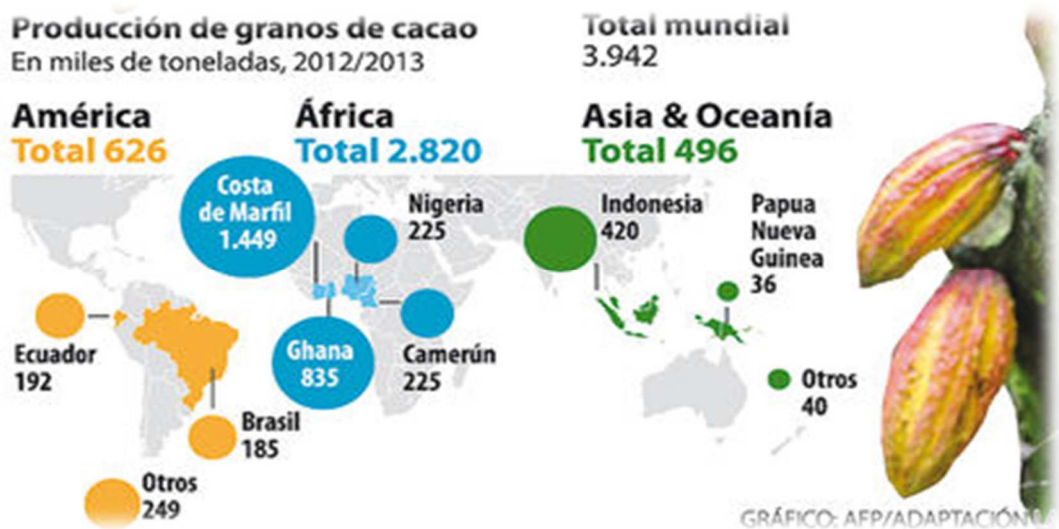 Producción de granos de cacao
En miles de toneladas, 2012/2013
Total mundial
3.942
América
Total 626
África
Total 2.820
Asia & Oceanía
Total 496
Costa
de Marfil
1.449
Nigeria
225
Indonesia
420
Papua
Nueva
Guinea
36
Ecuador
192
Ghana
835
Camerún
225
Otros
40
Brasil
185
Otros
249
GRÁFICO: AFP/ADAPTACIÓN